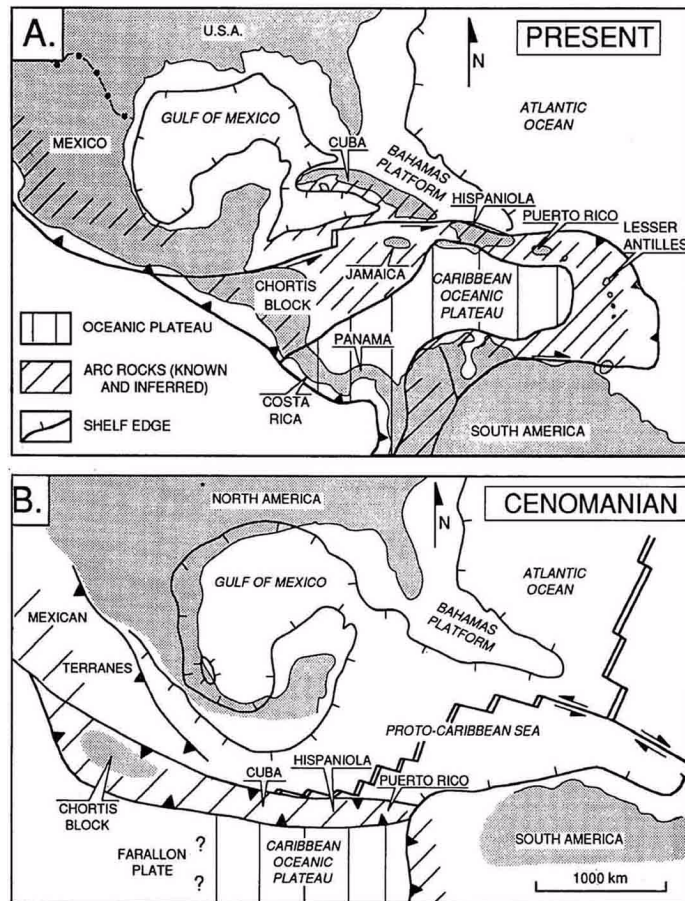 A.
U.S.A.
N
PRESENT
GULF OF MEXICO
ATLANTIC
OCEAN
MEXICO
CUBA
BAHAMAS
PLATFORM
HISPANIOLA
PUERTO RICO
LESSER
ANTILLES
JAMAICA
CHORTIS
BLOCK
CARIBBEAN
OCEANIC
PLATEAU
OCEANIC PLATEAU
PANAMA
ARC ROCKS (KNOWN
AND INFERRED)
COSTA
RICA
SHELF EDGE
SOUTH AMERICA
B.
NORTH AMERICA
N
CENOMANIAN
GULF OF MEXICO
ATLANTIC
OCEAN
MEXICAN
TERRANES
BAHAMAS
PLATFORM
PROTO-CARIBBEAN SEA
HISPANIOLA
CUBA
PUERTO RICO
CHORTIS
BLOCK
FARALLON
PLATE
?
?
CARIBBEAN
OCEANIC
PLATEAU
SOUTH AMERICA
1000 km